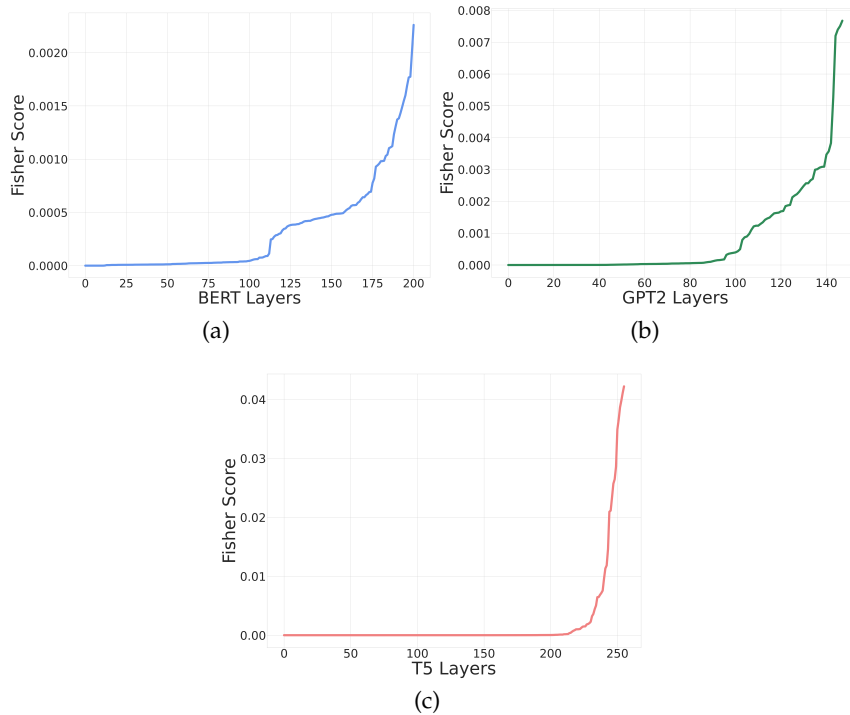 0.0020
0.0015
0.0010
0.0005
0.0000
Fisher Score
0 25 50 75 100 125 150 175 200
BERT Layers
(a)
0.008
0.007
0.006
0.005
0.004
0.003
0.002
0.001
0.000
Fisher Score
0 20 40 60 80 100 120 140
GPT2 Layers
(b)
0.04
0.03
0.02
0.01
0.00
Fisher Score
0 50 100 150 200 250
T5 Layers
(c)